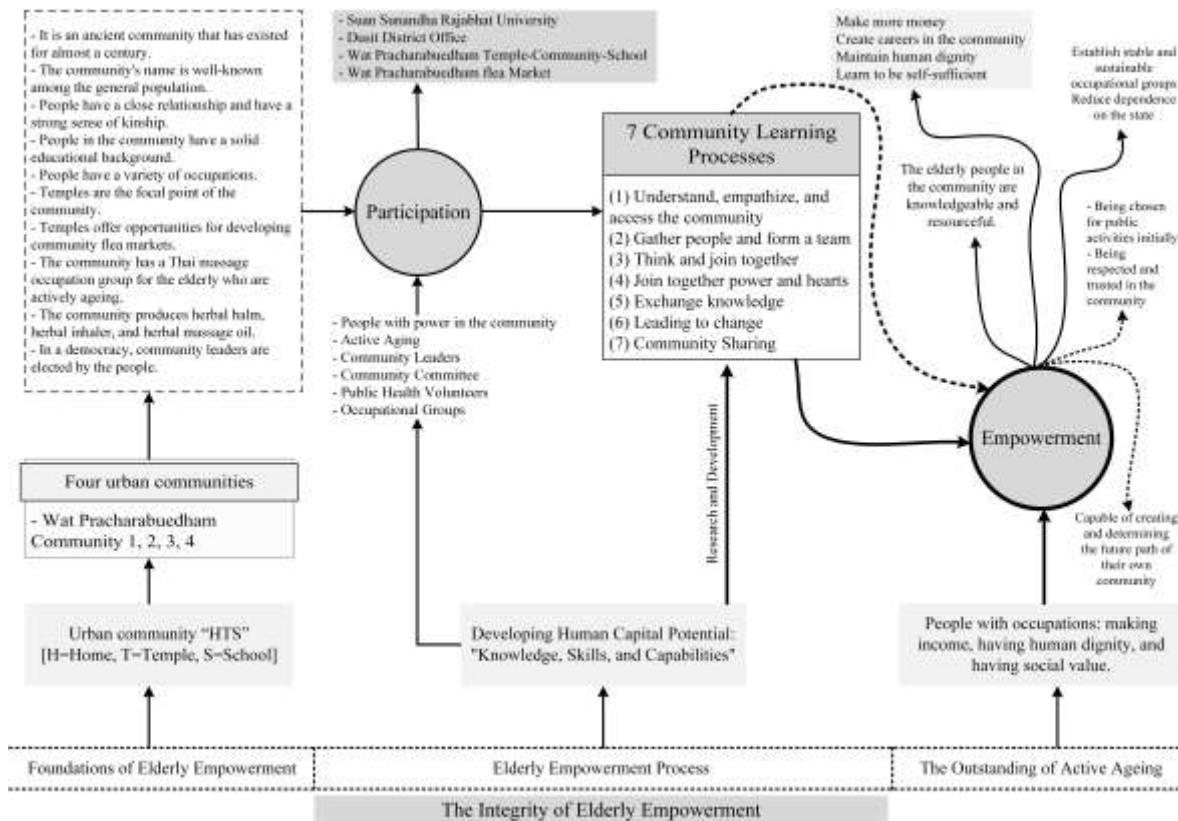 - It is an ancient community that has existed
for almost a century.
- The community's name is well-known
among the general population.
- People have a close relationship and have a
strong sense of kinship.
- People in the community have a solid
educational background.
- People have a variety of occupations.
- Temples are the focal point of the
community.
- Temples offer opportunities for developing
community flea markets.
- The community has a Thai massage
occupation group for the elderly who are
actively ageing.
- The community produces herbal balm,
herbal inhaler, and herbal massage oil.
- In a democracy, community leaders are
elected by the people.
Four urban communities
- Wat Pracharabuedham
Community 1, 2, 3, 4
Urban community “HTS”
[H=Home, T=Temple, S=School]
Foundations of Elderly Empowerment
- Suan Sunandha Rajabhat University
- Dusit District Office
- Wat Pracharabuedham Temple-Community-School
- Wat Pracharabuedham flea Market
Participation
- People with power in the community
- Active Aging
- Community Leaders
- Community Committee
- Public Health Volunteers
- Occupational Groups
7 Community Learning
Processes
(1) Understand, empathize, and
access the community
(2) Gather people and form a team
(3) Think and join together
(4) Join together power and hearts
(5) Exchange knowledge
(6) Leading to change
(7) Community Sharing
Research and Development
Developing Human Capital Potential:
"Knowledge, Skills, and Capabilities"
Elderly Empowerment Process
Make more money
Create careers in the community
Maintain human dignity
Learn to be self-sufficient
Establish stable and
sustainable
occupational groups
Reduce dependence
on the state
The elderly people in
the community are
knowledgeable and
resourceful.
- Being chosen
for public
activities initially
- Being
respected and
trusted in the
community
Empowerment
Capable of creating
and determining
the future path of
their own
community
People with occupations: making
income, having human dignity, and
having social value.
The Outstanding of Active Ageing
The Integrity of Elderly Empowerment